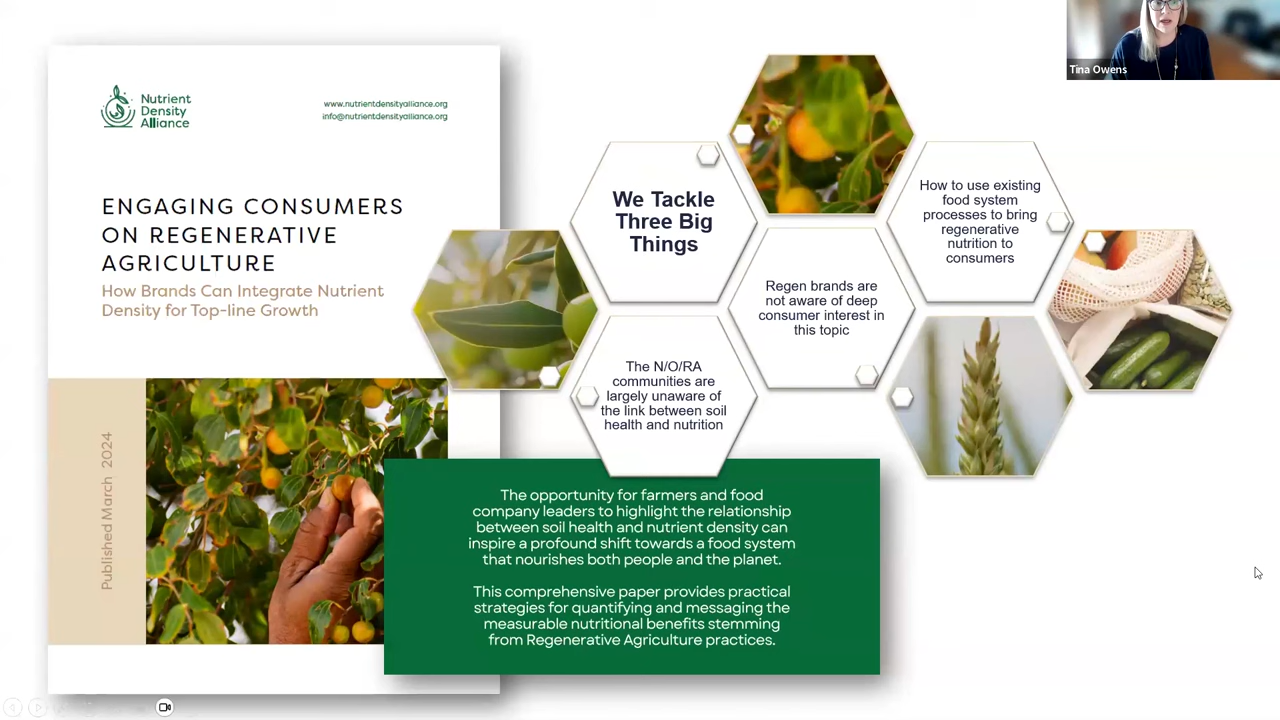 Nutrient
Density
Alliance
www.nutrientdensityalliance.org
info@nutrientdensityalliance.org
ENGAGING CONSUMERS
ON REGENERATIVE
AGRICULTURE
How Brands Can Integrate Nutrient
Density for Top-line Growth
Published March 2024
We Tackle
Three Big
Things
The N/O/RA
communities are
largely unaware of
the link between soil
health and nutrition
Regen brands are
not aware of deep
consumer interest in
this topic
How to use existing
food system
processes to bring
regenerative
nutrition to
consumers
The opportunity for farmers and food
company leaders to highlight the relationship
between soil health and nutrient density can
inspire a profound shift towards a food system
that nourishes both people and the planet.
This comprehensive paper provides practical
strategies for quantifying and messaging the
measurable nutritional benefits stemming
from Regenerative Agriculture practices.
Tina Owens